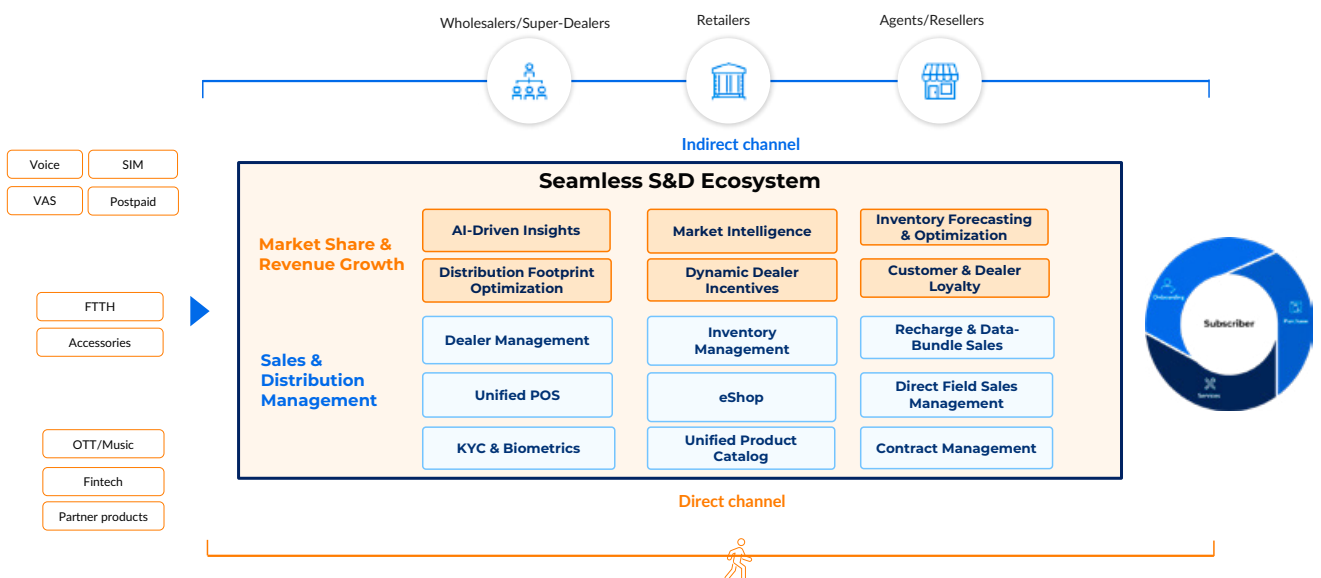 Wholesalers/Super-Dealers
Retailers
Agents/Resellers
Indirect channel
Voice
SIM
VAS
Postpaid
FTTH
Accessories
OTT/Music
Fintech
Partner products
Seamless S&D Ecosystem
Market Share &
Revenue Growth
AI-Driven Insights
Market Intelligence
Inventory Forecasting
& Optimization
Distribution Footprint
Optimization
Dynamic Dealer
Incentives
Customer & Dealer
Loyalty
Sales &
Distribution
Management
Dealer Management
Inventory
Management
Recharge & Data-
Bundle Sales
Unified POS
eShop
Direct Field Sales
Management
KYC & Biometrics
Unified Product
Catalog
Contract Management
Onboarding
Purchase
Subscriber
Services
Direct channel